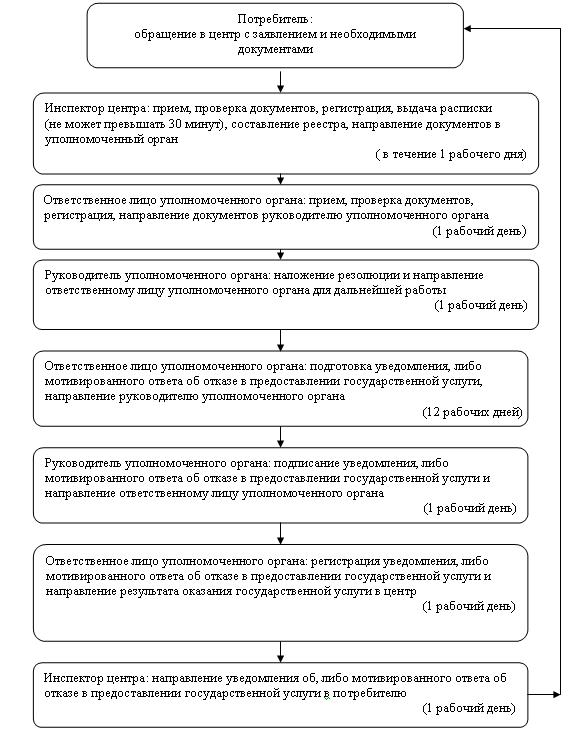 Потребитель:
обращение в центр с заявлением и необходимыми
документами
Инспектор центра: прием, проверка документов, регистрация, выдача расписки
(не может превышать 30 минут), составление реестра, направление документов в
уполномоченный орган
( в течение 1 рабочего дня)
Ответственное лицо уполномоченного органа: прием, проверка документов,
регистрация, направление документов руководителю уполномоченного органа
(1 рабочий день)
Руководитель уполномоченного органа: наложение резолюции и направление
ответственному лицу уполномоченного органа для дальнейшей работы
(1 рабочий день)
Ответственное лицо уполномоченного органа: подготовка уведомления, либо
мотивированного ответа об отказе в предоставлении государственной услуги,
направление руководителю уполномоченного органа
(12 рабочих дней)
Руководитель уполномоченного органа: подписание уведомления, либо
мотивированного ответа об отказе в предоставлении государственной услуги и
направление ответственному лицу уполномоченного органа
(1 рабочий день)
Ответственное лицо уполномоченного органа: регистрация уведомления, либо
мотивированного ответа об отказе в предоставлении государственной услуги и
направление результата оказания государственной услуги в центр
(1 рабочий день)
Инспектор центра: направление уведомления об, либо мотивированного ответа об
отказе в предоставлении государственной услуги в потребителю
(1 рабочий день)